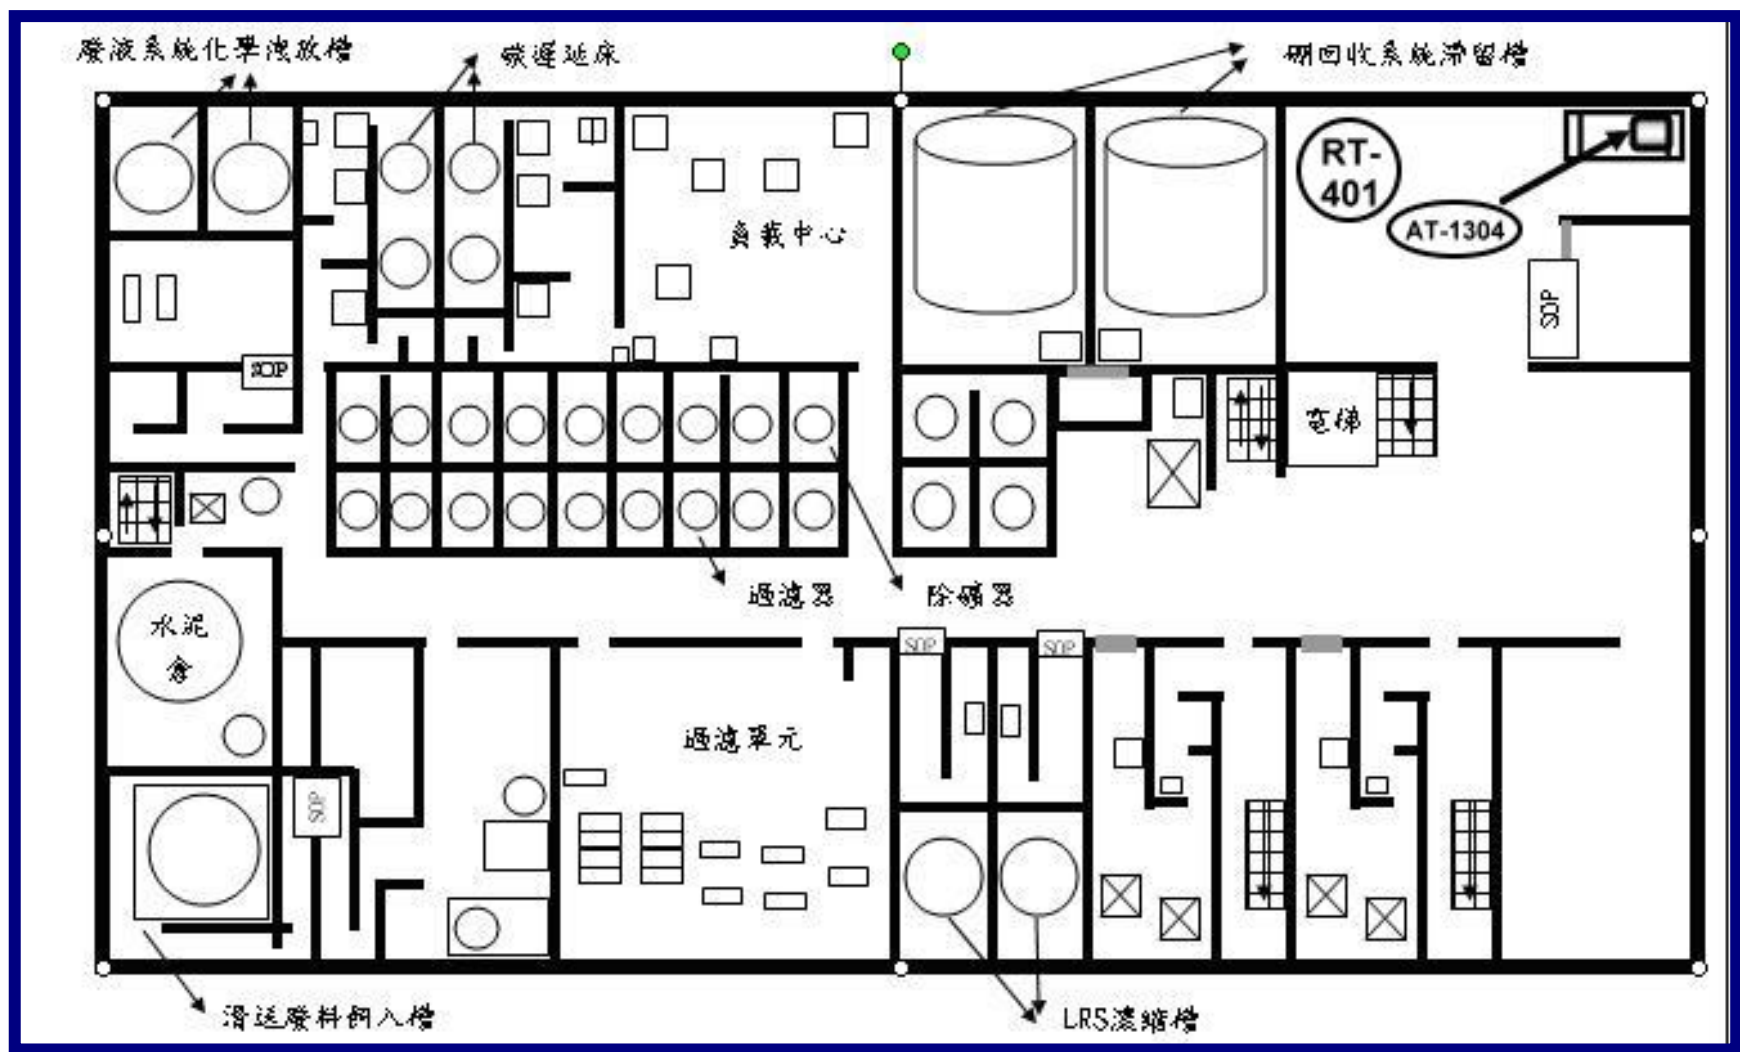 廢液系統化學洩放槽
碳遲延床
硼回收系統滯留槽
RT-
401
AT-1304
負載中心
SOP
SOP
電梯
過濾器
除礦器
水泥
倉
SOP
SOP
過濾單元
SOP
滑送廢料飼入槽
LRS濃縮槽